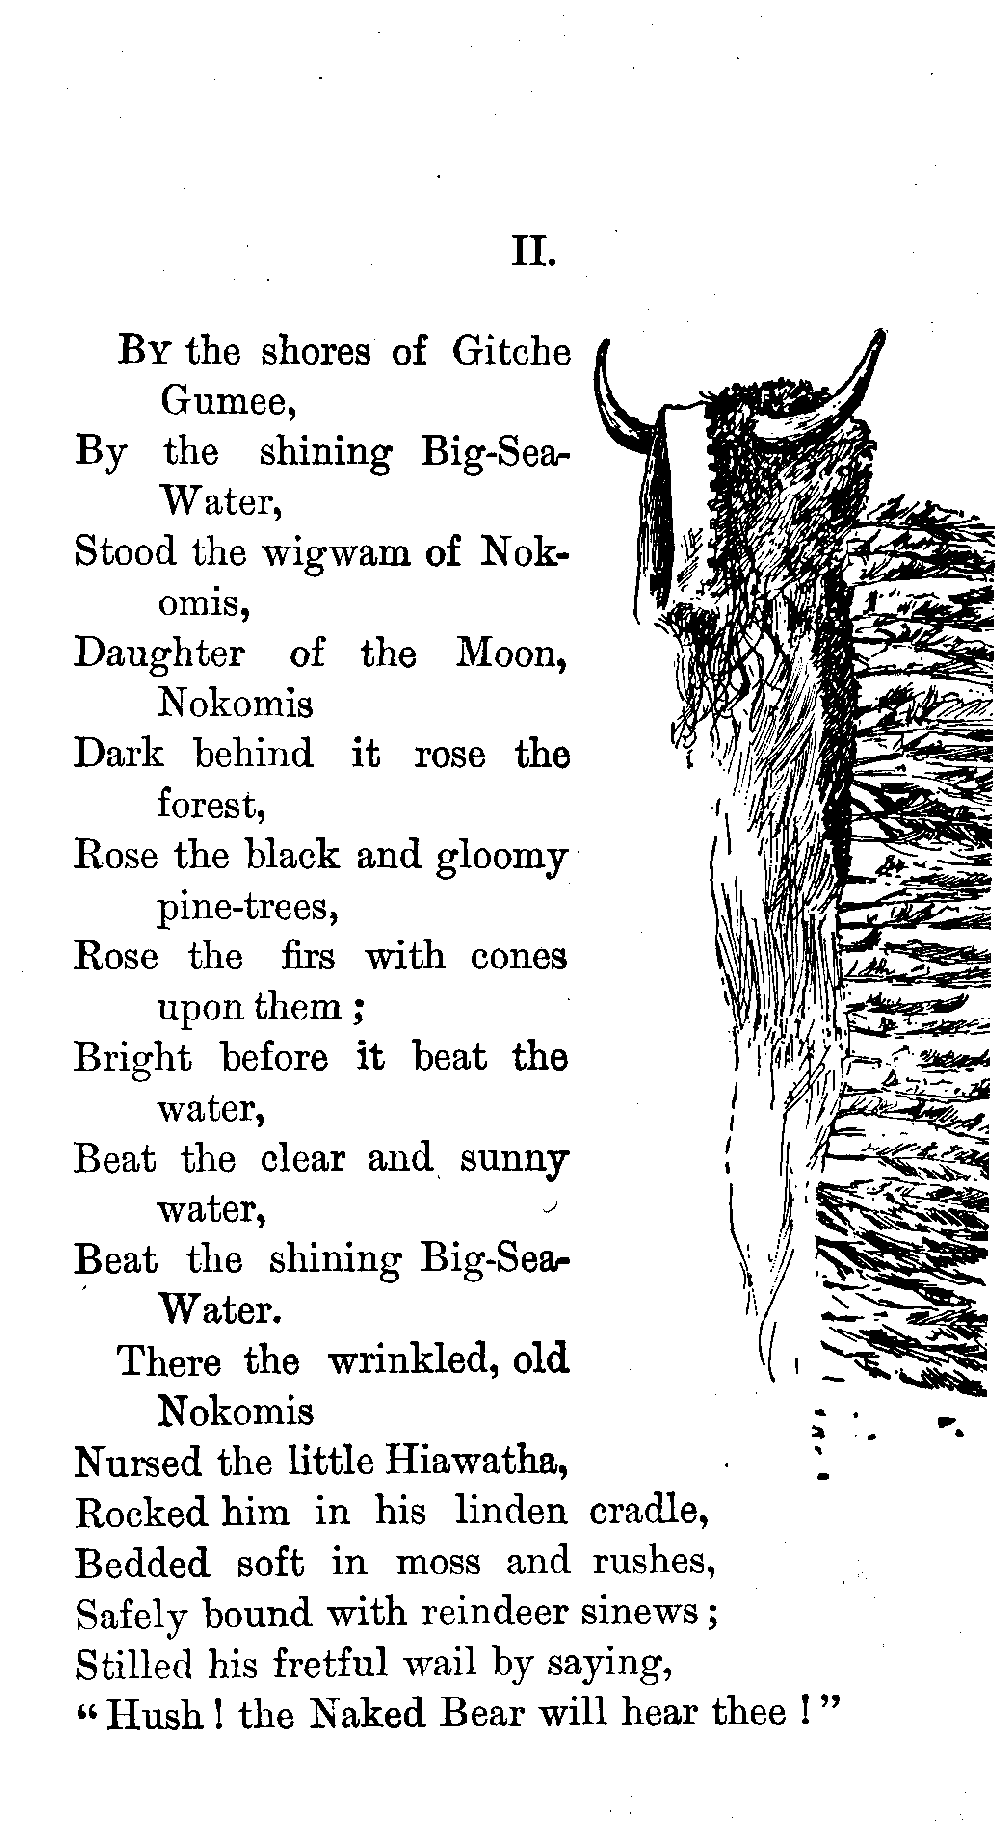 II.
By the shores of Gitche
Gumee,
By the shining Big-Sea-
Water,
Stood the wigwam of Nok-
omis,
Daughter of the Moon,
Nokomis
Dark behind it rose the
forest,
Rose the black and gloomy
pine-trees,
Rose the firs with cones
upon them ;
Bright before it beat the
water,
Beat the clear and sunny
water,
Beat the shining Big-Sea-
Water.
There the wrinkled, old
Nokomis
Nursed the little Hiawatha,
Rocked him in his linden cradle,
Bedded soft in moss and rushes,
Safely bound with reindeer sinews ;
Stilled his fretful wail by saying,
“ Hush ! the Naked Bear will hear thee ! ”